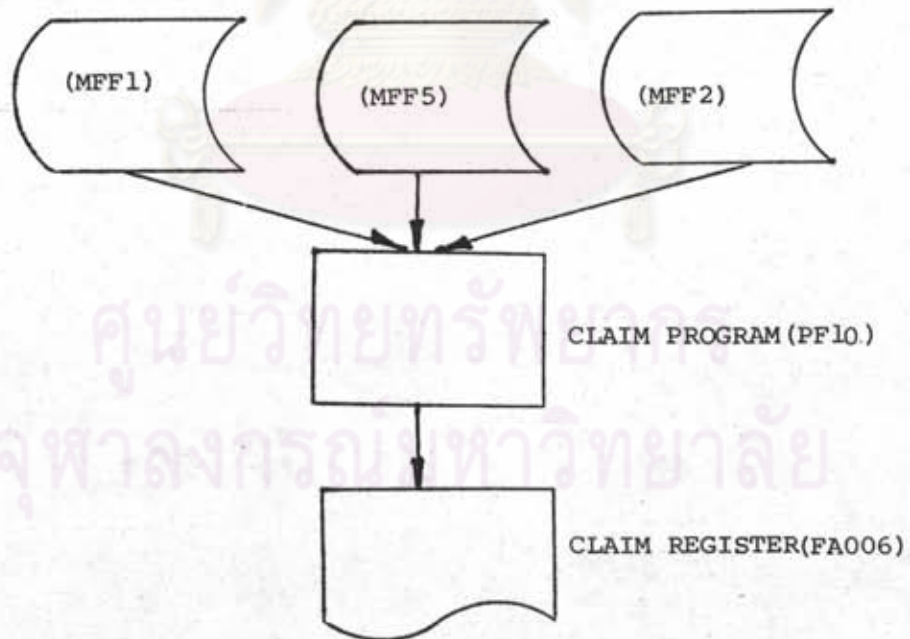 (MFF1)
(MFF5)
(MFF2)
CLAIM PROGRAM(PF10.)
CLAIM REGISTER(FA006)
ศูนย์วิทยทรัพยากร
จุฬาลงกรณ์มหาวิทยาลัย